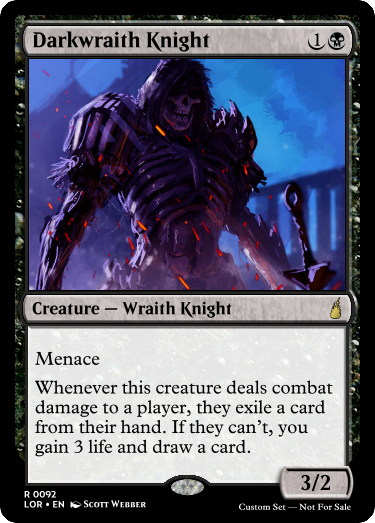 Darkwraith Knight 1
Creature — Wraith Knight
Menace
Whenever this creature deals combat
damage to a player, they exile a card
from their hand. If they can't, you
gain 3 life and draw a card.
3/2
R 0092
LOR • EN Scott Webber
Custom Set — Not For Sale